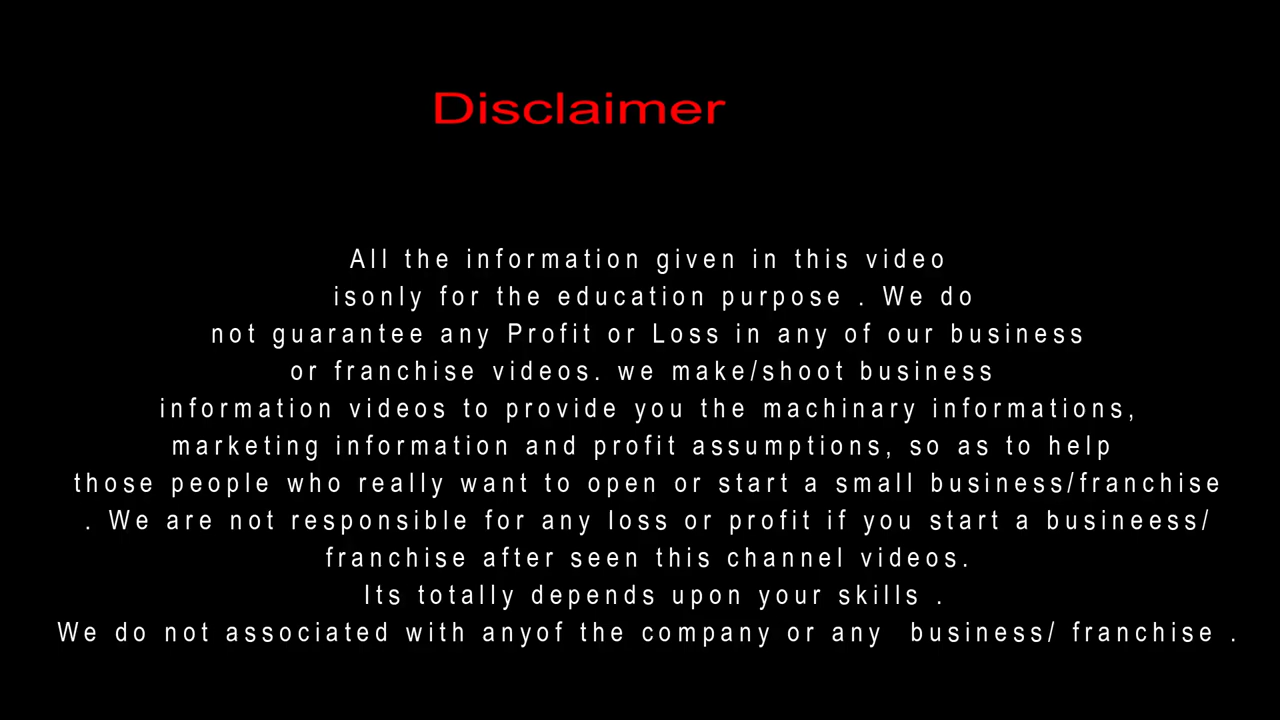 Disclaimer
All the information given in this video
isonly for the education purpose . We do
not guarantee any Profit or Loss in any of our business
or franchise videos. we make/shoot business
information videos to provide you the machinary informations,
marketing information and profit assumptions, so as to help
those people who really want to open or start a small business/franchise
. We are not responsible for any loss or profit if you start a busineess/
franchise after seen this channel videos.
Its totally depends upon your skills .
We do not associated with anyof the company or any  business/ franchise .